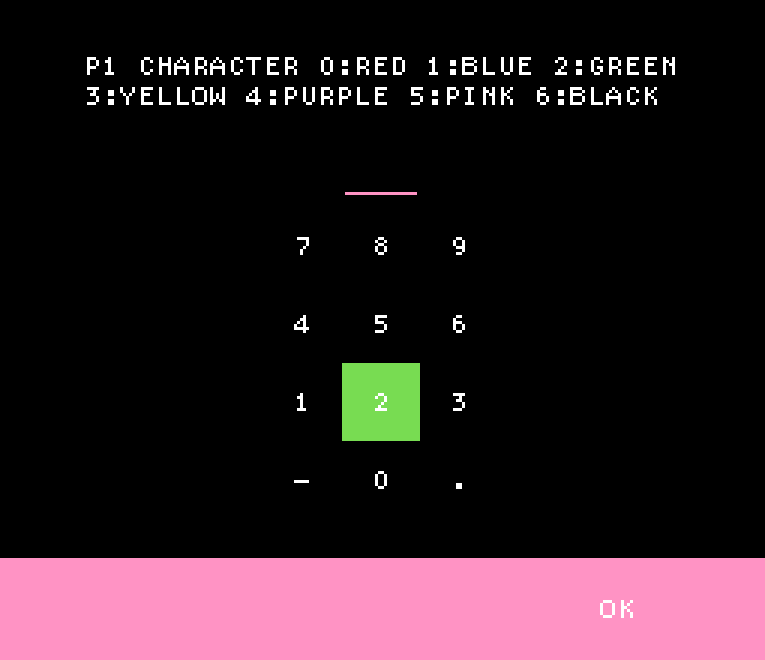 P1 CHARACTER 0:RED 1:BLUE 2:GREEN
3:YELLOW 4:PURPLE 5:PINK 6:BLACK
7 8 9
4 5 6
1 2 3
- 0 .
OK